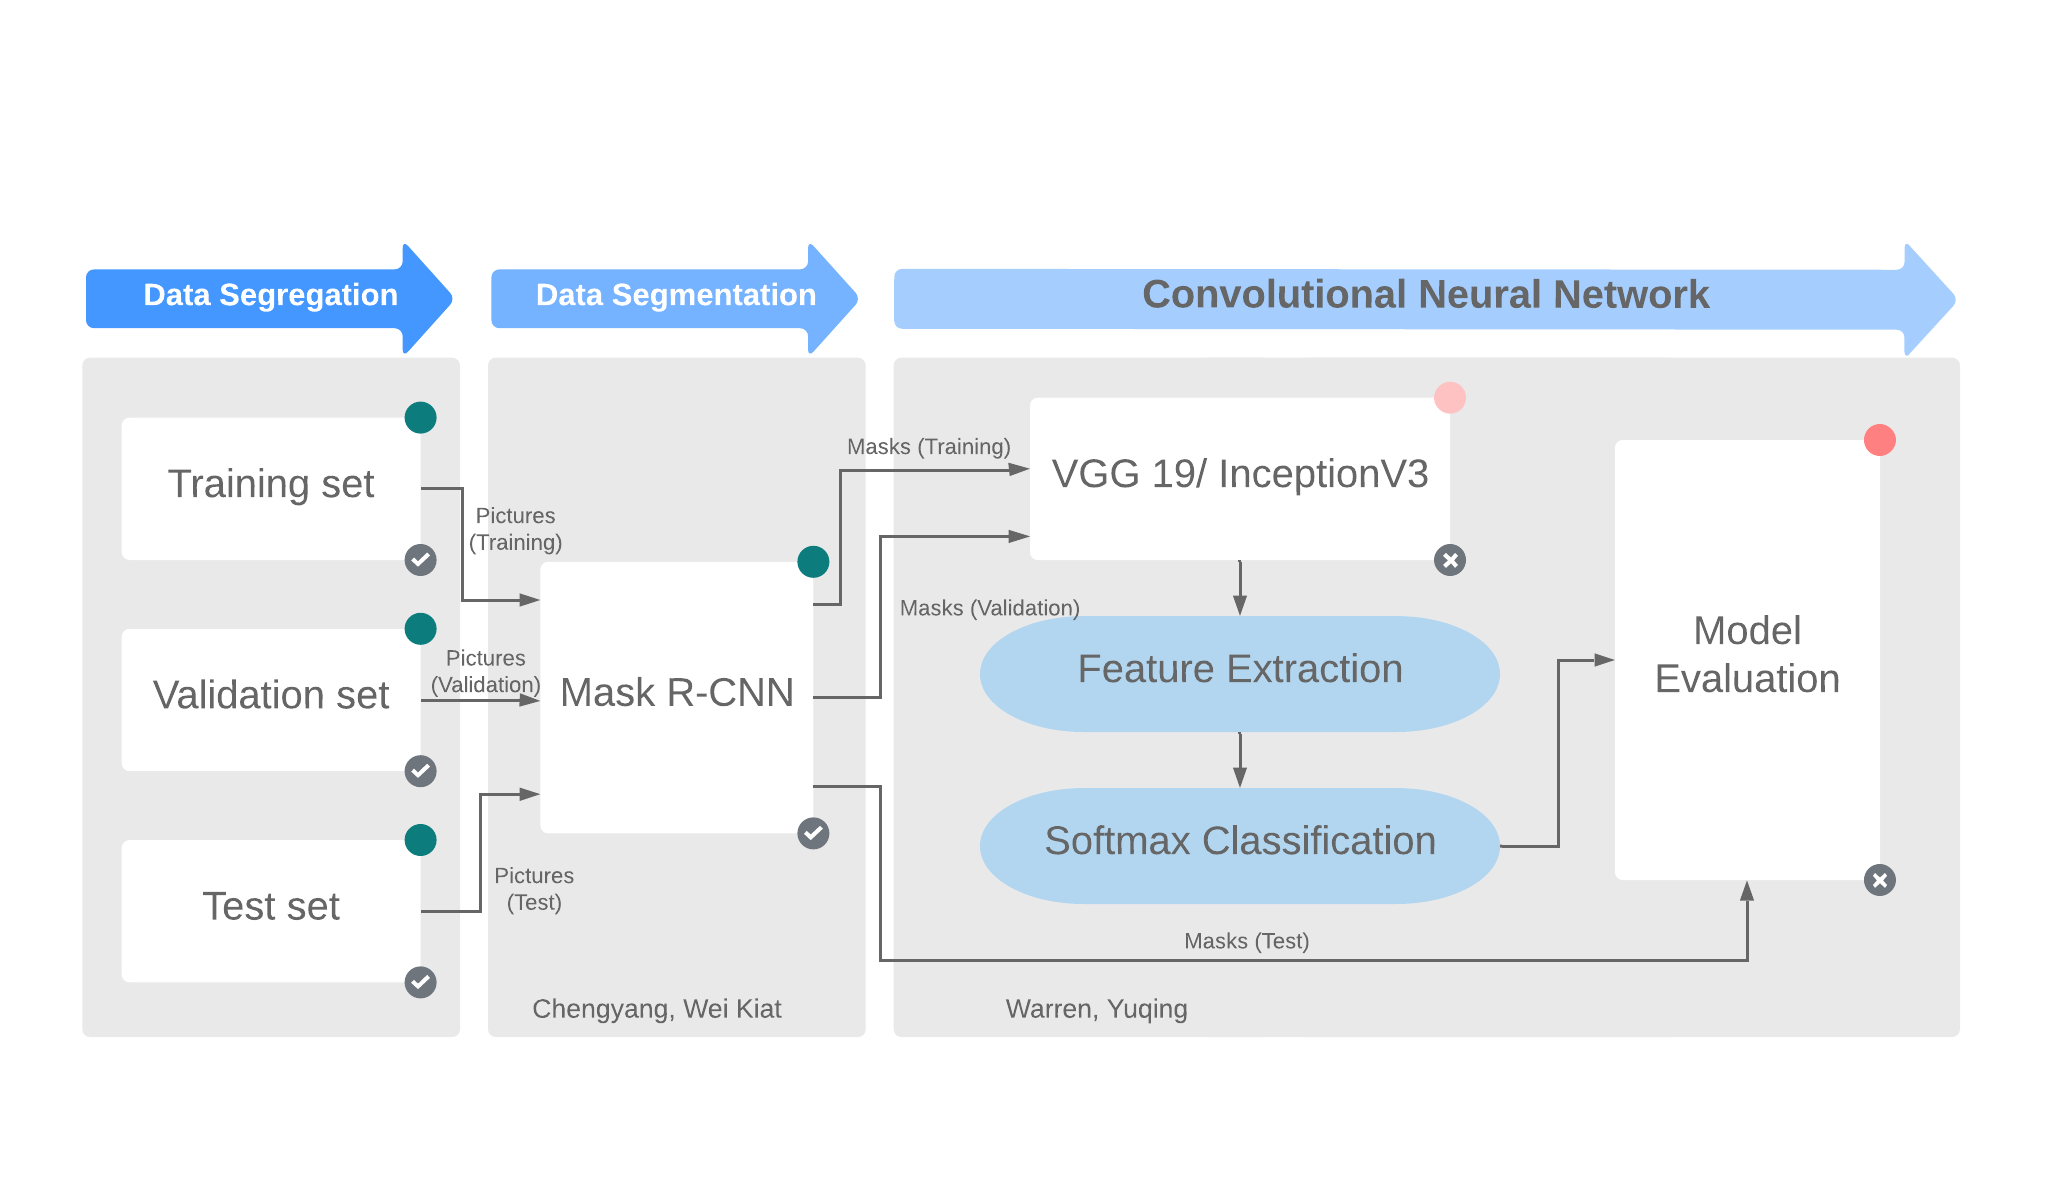 Data Segregation
Data Segmentation
Convolutional Neural Network
Training set
Validation set
Test set
Pictures
(Training)
Pictures
(Validation)
Pictures
(Test)
Mask R-CNN
Chengyang, Wei Kiat
Masks (Training)
Masks (Validation)
VGG 19/ InceptionV3
Feature Extraction
Softmax Classification
Masks (Test)
Model
Evaluation
Warren, Yuqing